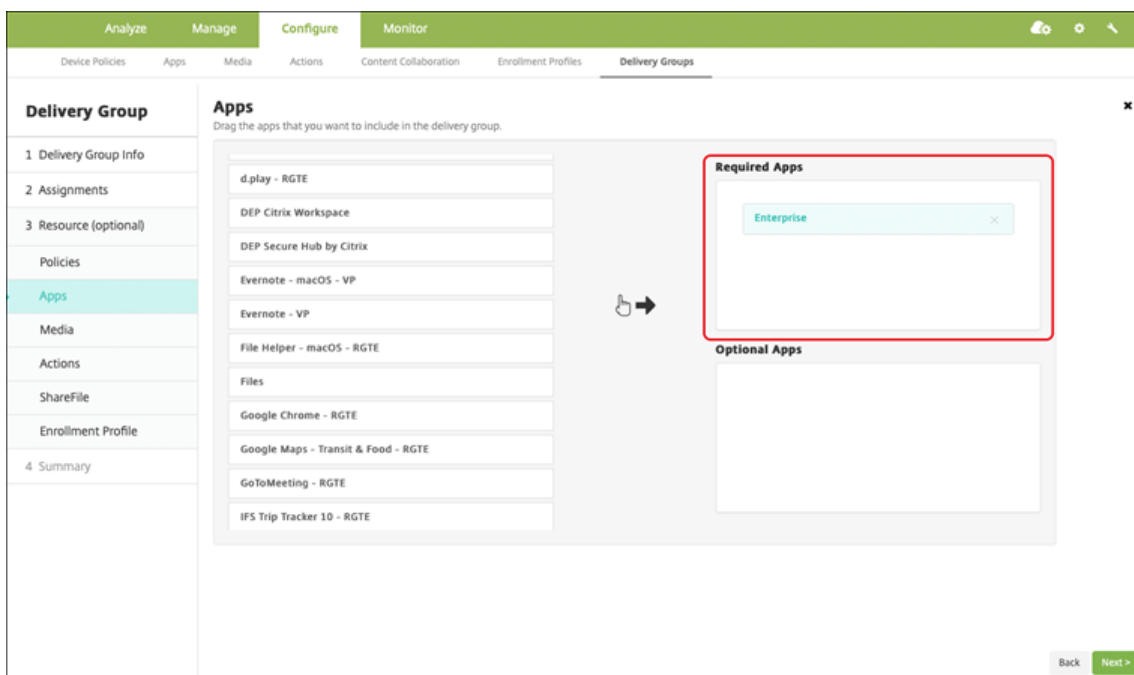 Analyze Manage Configure Monitor
Device Policies Apps Media Actions Content Collaboration Enrollment Profiles Delivery Groups
Delivery Group
1 Delivery Group Info
2 Assignments
3 Resource (optional)
Policies
Apps
Media
Actions
ShareFile
Enrollment Profile
4 Summary
Apps
Drag the apps that you want to include in the delivery group.
d.play - RGTE
DEP Citrix Workspace
DEP Secure Hub by Citrix
Evernote - macOS - VP
Evernote - VP
File Helper - macOS - RGTE
Files
Google Chrome - RGTE
Google Maps - Transit & Food - RGTE
GoToMeeting - RGTE
IFS Trip Tracker 10 - RGTE
Required Apps
Enterprise
Optional Apps
Back Next >